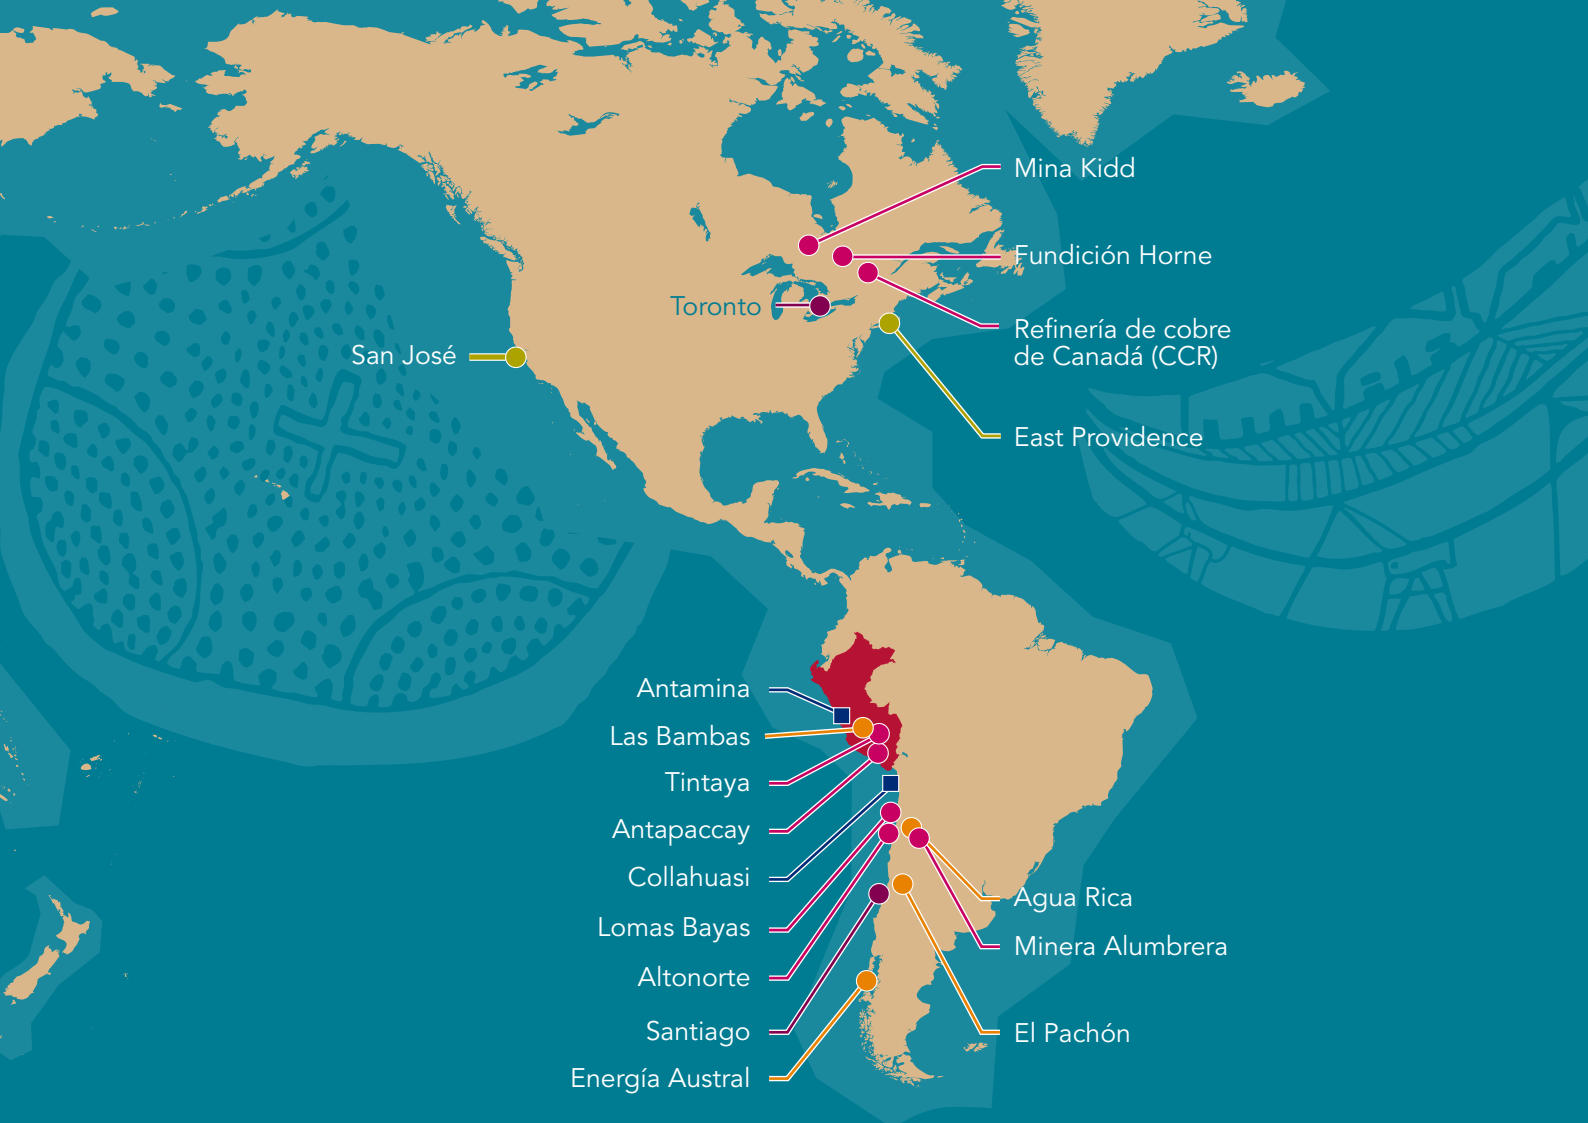 Mina Kidd
Fundición Horne
Toronto
Refinería de cobre
de Canadá (CCR)
San José
East Providence
Antamina
Las Bambas
Tintaya
Antapaccay
Collahuasi
Lomas Bayas
Altonorte
Santiago
Energía Austral
Agua Rica
Minera Alumbrera
El Pachón